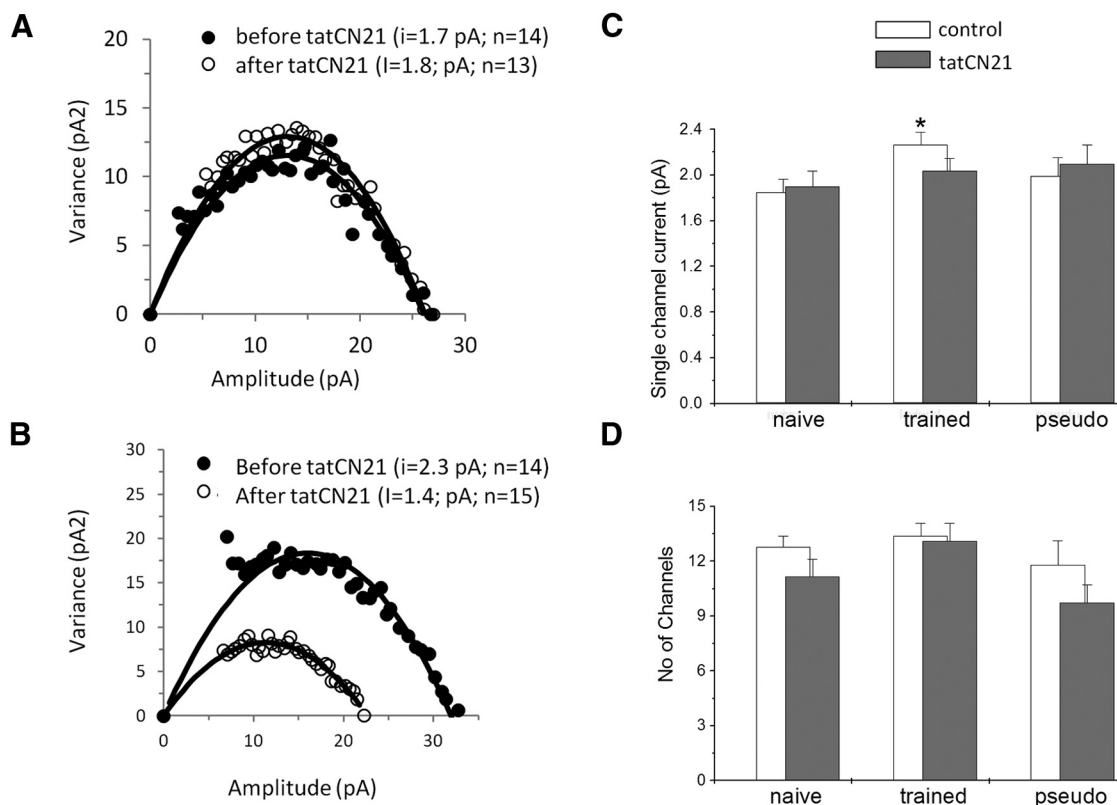 A
before tatCN21 (i=1.7 pA; n=14)
after tatCN21 (I=1.8; pA, n=13)
Variance (pA2)
20
15
10
5
0
0
10
20
30
Amplitude (pA)
B
Before tatCN21 (i=2.3 pA; n=14)
After tatCN21 (I=1.4; pA, n=15)
Variance (pA2)
30
25
20
15
10
5
0
0
10
20
30
Amplitude (pA)
C
control
tatCN21
*
Single channel current (pA)
2.4
2.0
1.6
1.2
0.8
0.4
0.0
naive
trained
pseudo
D
No of Channels
15
12
9
6
3
0
naive
trained
pseudo